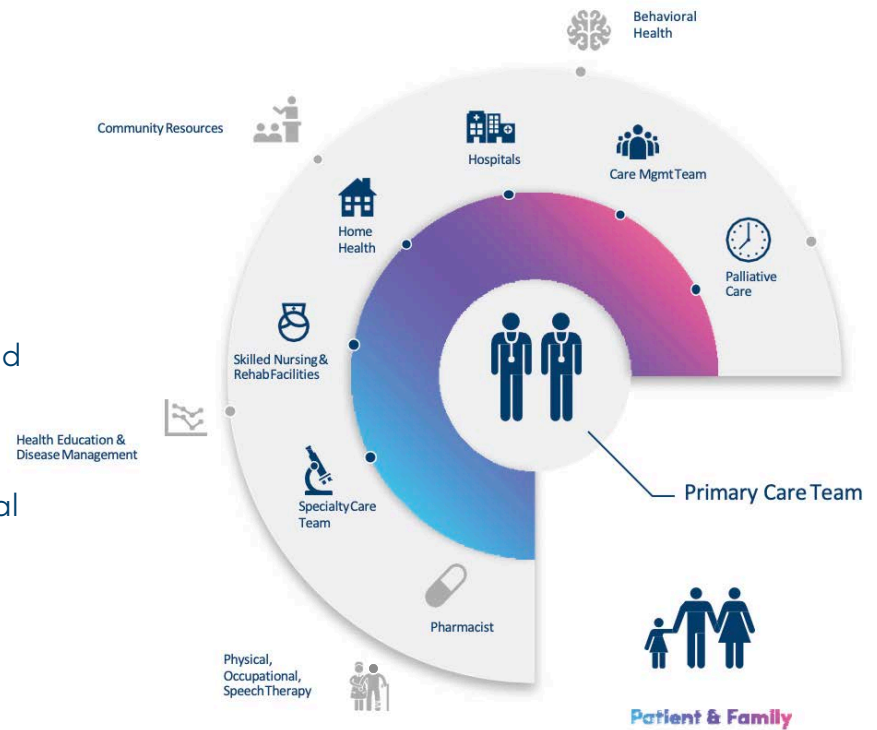 Behavioral
Health
Community Resources
Hospitals
Care Mgmt Team
Home
Health
Palliative
Care
d
Skilled Nursing &
Rehab Facilities
Health Education &
Disease Management
al
Specialty Care
Team
Primary Care Team
Pharmacist
Physical,
Occupational,
Speech Therapy
Patient & Family